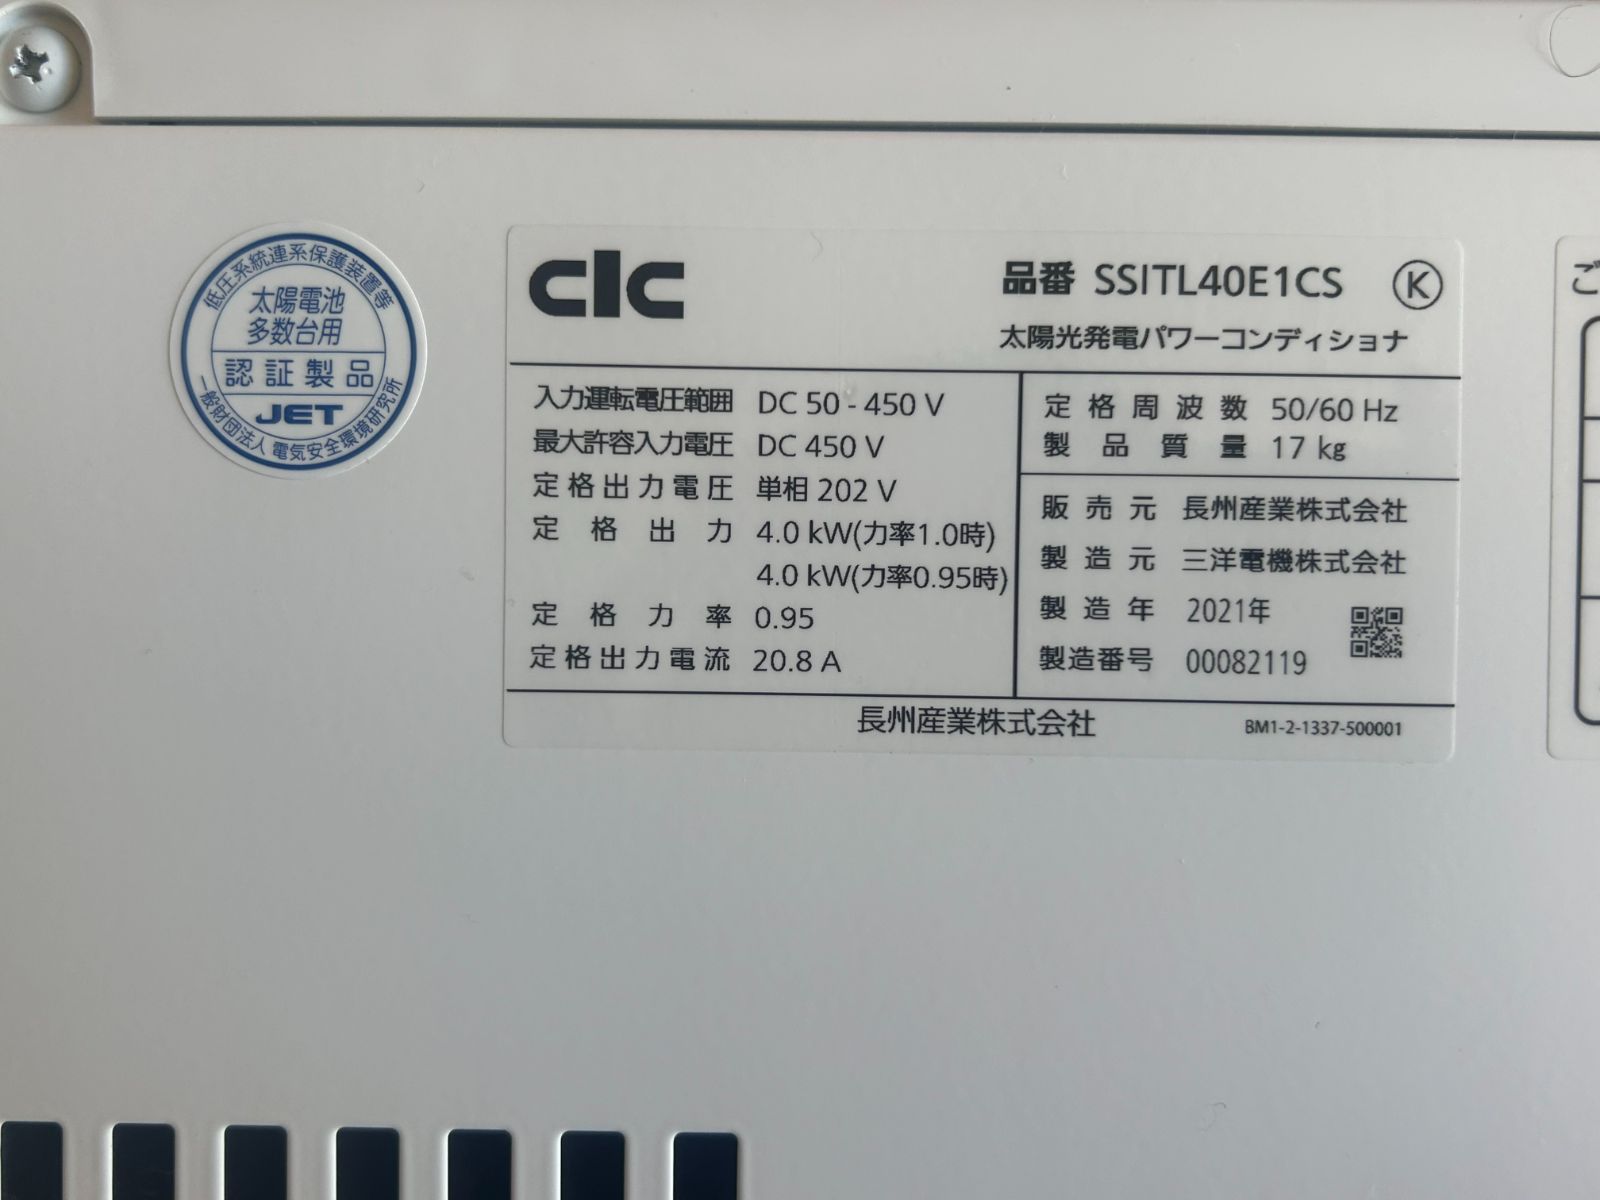 低圧系統連系保護装置等
太陽電池
多数台用
認証製品
JET
一般財団法人 電気安全環境研究所
CIC
品番 SSITL40E1CS K
太陽光発電パワーコンディショナ
入力運転電圧範囲 DC 50 - 450 V
最大許容入力電圧 DC 450 V
定格出力電圧 単相 202 V
定格出力 4.0 kW(力率1.0時)
4.0 kW(力率0.95時)
定格力率 0.95
定格出力電流 20.8 A
定格周波数 50/60 Hz
製品質量 17 kg
販売元 長州産業株式会社
製造元 三洋電機株式会社
製造年 2021年
製造番号 00082119
長州産業株式会社
BM1-2-1337-500001
ご